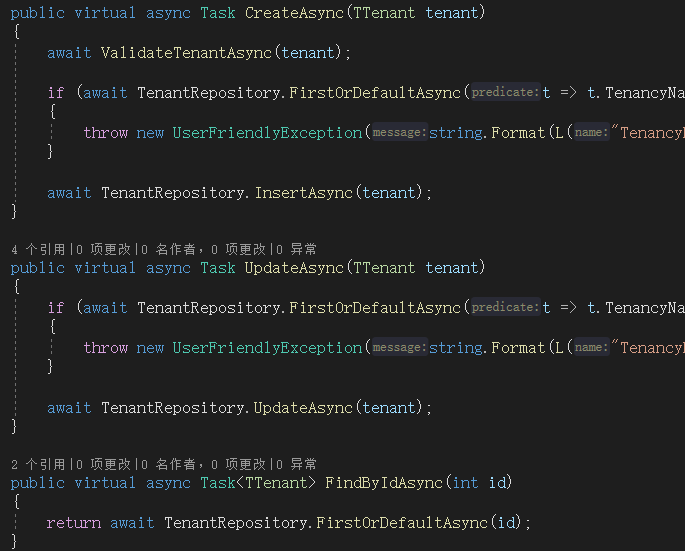 public virtual async Task CreateAsync(TTenant tenant)
{
await ValidateTenantAsync(tenant);
if (await TenantRepository.FirstOrDefaultAsync(predicate:t => t.TenancyNa
{
throw new UserFriendlyException(message:string.Format(L(name:"Tenancy
}
await TenantRepository.InsertAsync(tenant);
}
4 个引用|0 项更改|0 名作者，0 项更改|0 异常
public virtual async Task UpdateAsync(TTenant tenant)
{
if (await TenantRepository.FirstOrDefaultAsync(predicate:t => t.TenancyNa
{
throw new UserFriendlyException(message:string.Format(L(name:"Tenancy
}
await TenantRepository.UpdateAsync(tenant);
}
2 个引用|0 项更改|0 名作者，0 项更改|0 异常
public virtual async Task<TTenant> FindByIdAsync(int id)
{
return await TenantRepository.FirstOrDefaultAsync(id);
}